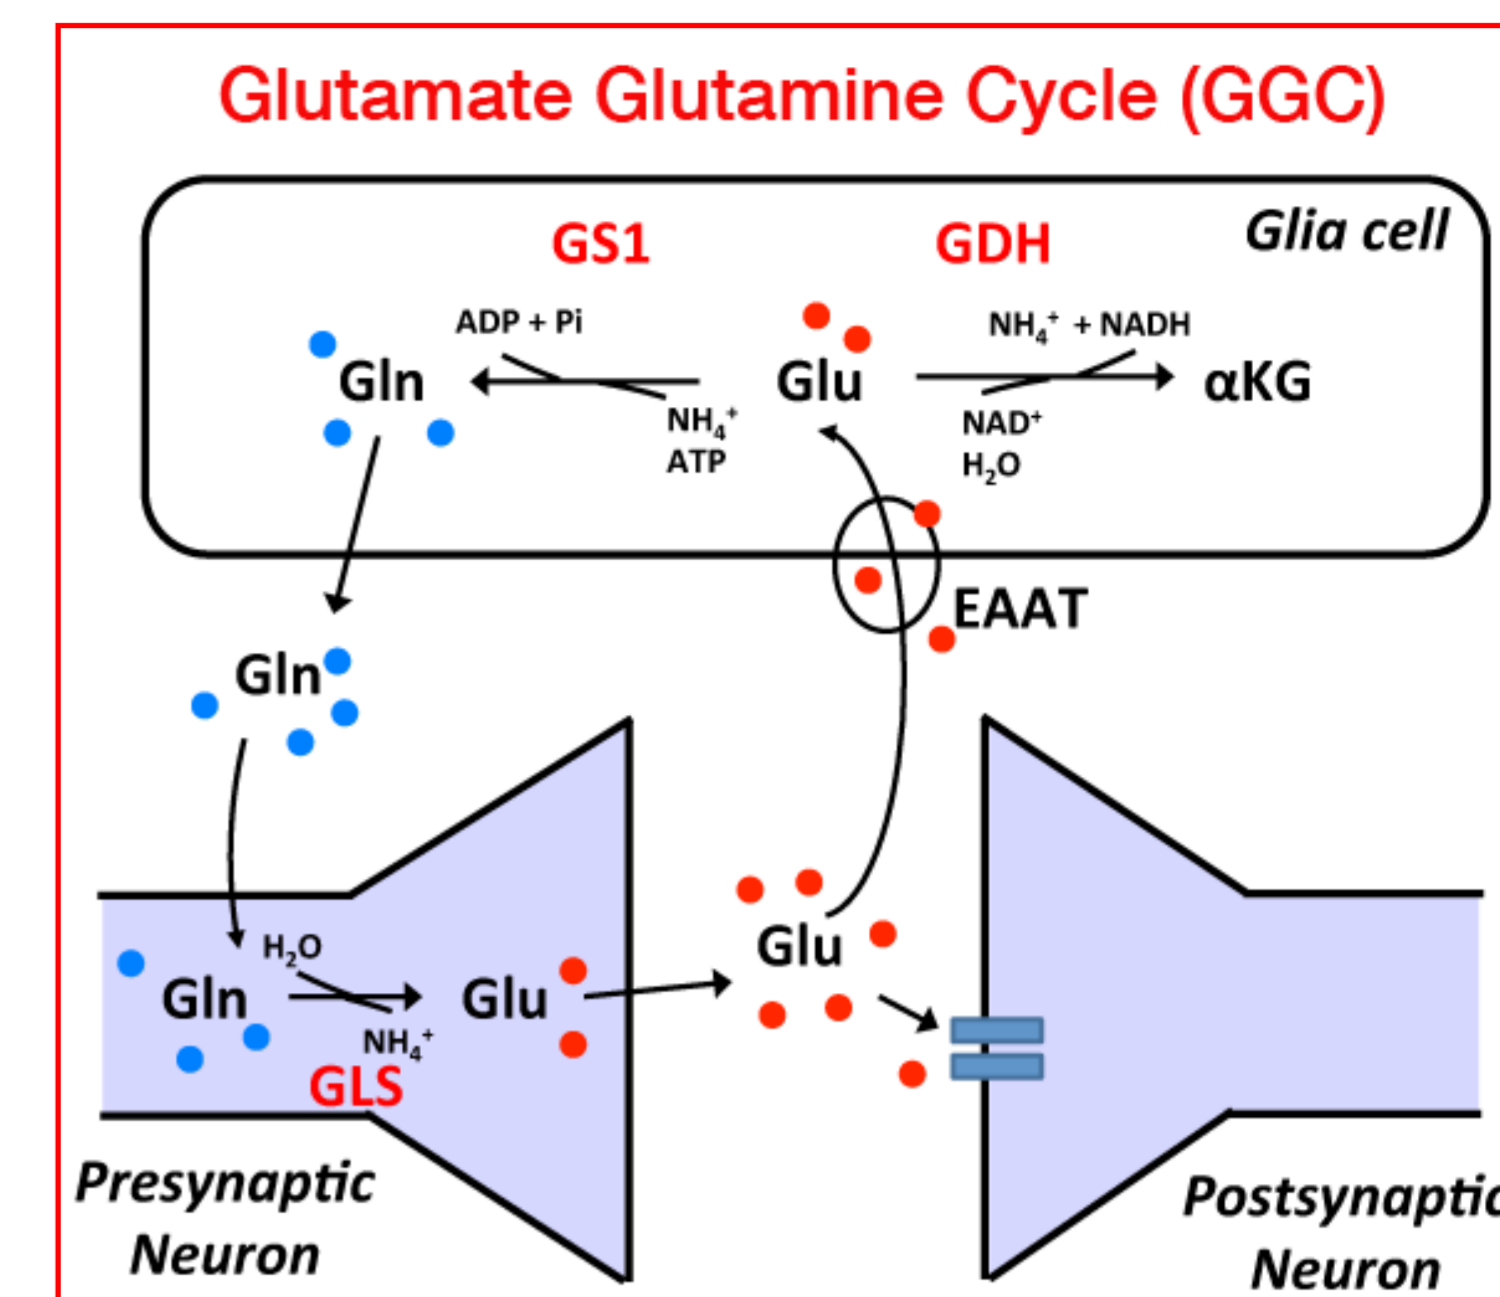 Glutamate Glutamine Cycle (GGC)
Glia cell
GS1
GDH
ADP + Pi
NH₄⁺ + NADH
Gln
Glu
αKG
NH₄⁺
ATP
NAD⁺
H₂O
EAAT
Gln
Glu
H₂O
Gln
Glu
NH₄⁺
GLS
Presynaptic
Neuron
Postsynaptic
Neuron